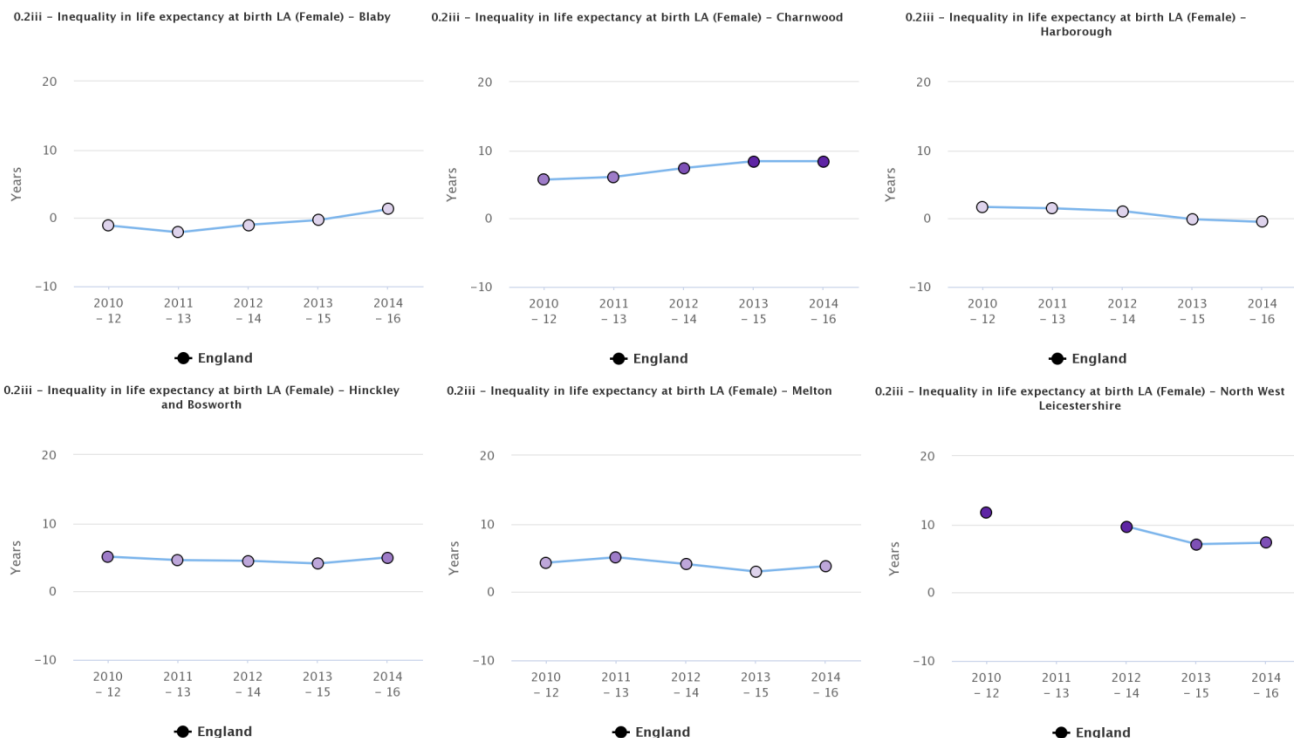 0.2iii – Inequality in life expectancy at birth LA (Female) – Blaby
20
10
0
−10
Years
2010 – 12
2011 – 13
2012 – 14
2013 – 15
2014 – 16
England
0.2iii – Inequality in life expectancy at birth LA (Female) – Charnwood
20
10
0
−10
Years
2010 – 12
2011 – 13
2012 – 14
2013 – 15
2014 – 16
England
0.2iii – Inequality in life expectancy at birth LA (Female) –
Harborough
20
10
0
−10
Years
2010 – 12
2011 – 13
2012 – 14
2013 – 15
2014 – 16
England
0.2iii – Inequality in life expectancy at birth LA (Female) – Hinckley
and Bosworth
20
10
0
−10
Years
2010 – 12
2011 – 13
2012 – 14
2013 – 15
2014 – 16
England
0.2iii – Inequality in life expectancy at birth LA (Female) – Melton
20
10
0
−10
Years
2010 – 12
2011 – 13
2012 – 14
2013 – 15
2014 – 16
England
0.2iii – Inequality in life expectancy at birth LA (Female) – North West
Leicestershire
20
10
0
−10
Years
2010 – 12
2011 – 13
2012 – 14
2013 – 15
2014 – 16
England